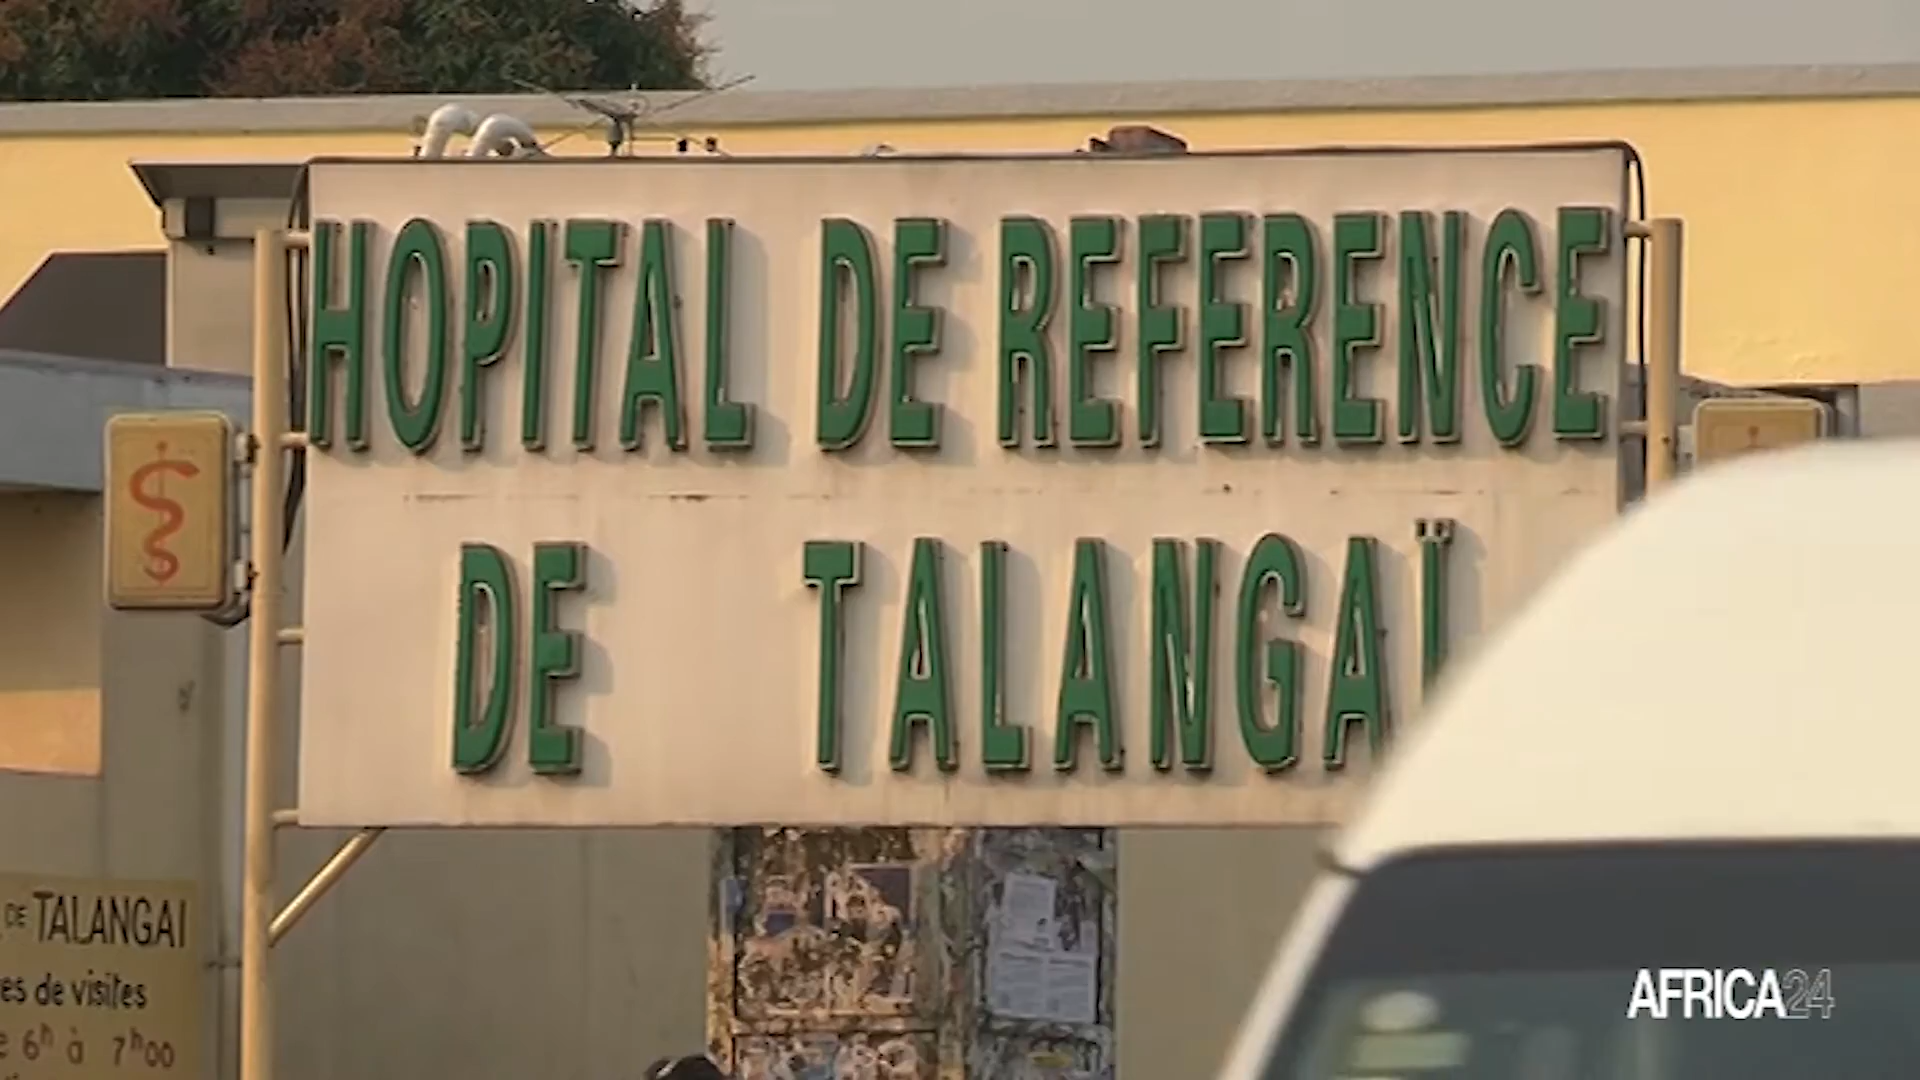 HOPITAL DE REFERENCE
DE TALANGAÏ
DE TALANGAI
es de visites
6h à 7h00
AFRICA24